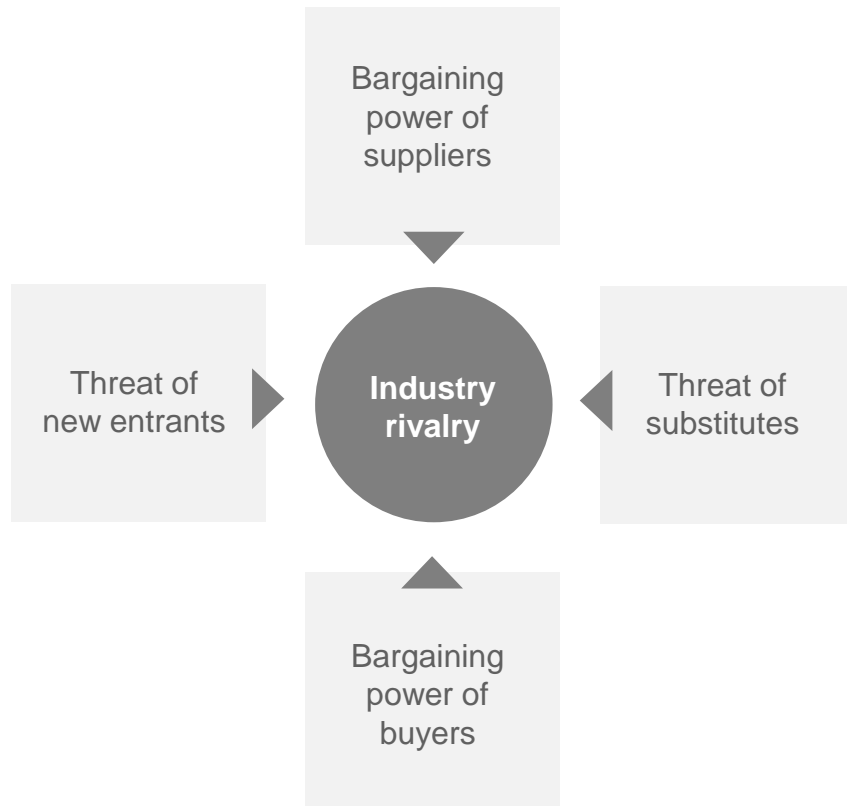 Bargaining
power of
suppliers
Threat of
new entrants
Industry
rivalry
Threat of
substitutes
Bargaining
power of
buyers